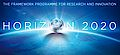 THE FRAMEWORK PROGRAMME FOR RESEARCH AND INNOVATION
HORIZON 2020